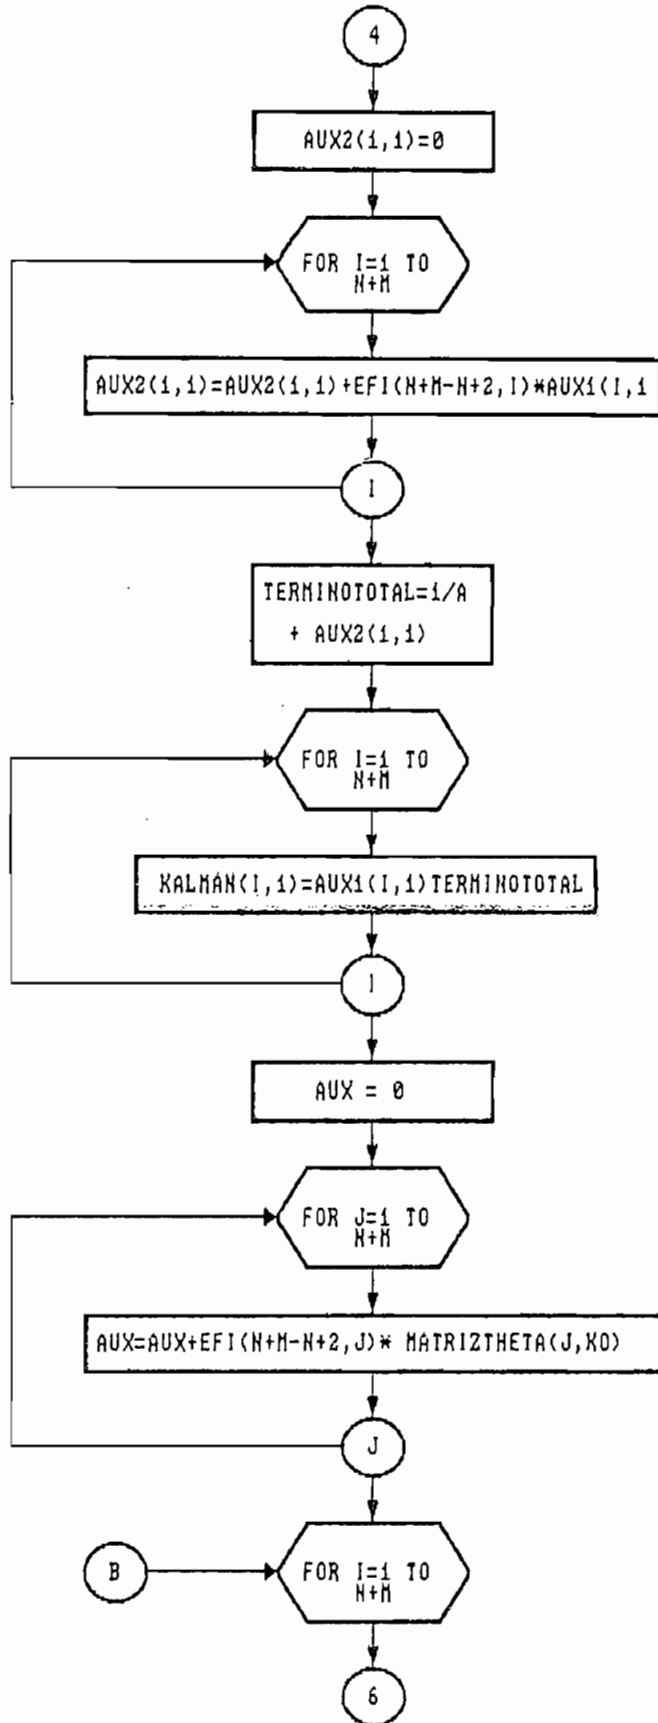 4
AUX2(1,1)=0
FOR I=1 TO
N+M
AUX2(1,1)=AUX2(1,1)+EFI(N+M-N+2,I)*AUX1(I,1
I
TERMINOTOTAL=1/A
+ AUX2(1,1)
FOR I=1 TO
N+M
KALMAN(I,1)=AUX1(I,1)TERMINOTOTAL
I
AUX = 0
FOR J=1 TO
N+M
AUX=AUX+EFI(N+M-N+2,J)* MATRIZTHETA(J,KO)
J
B
FOR I=1 TO
N+M
6